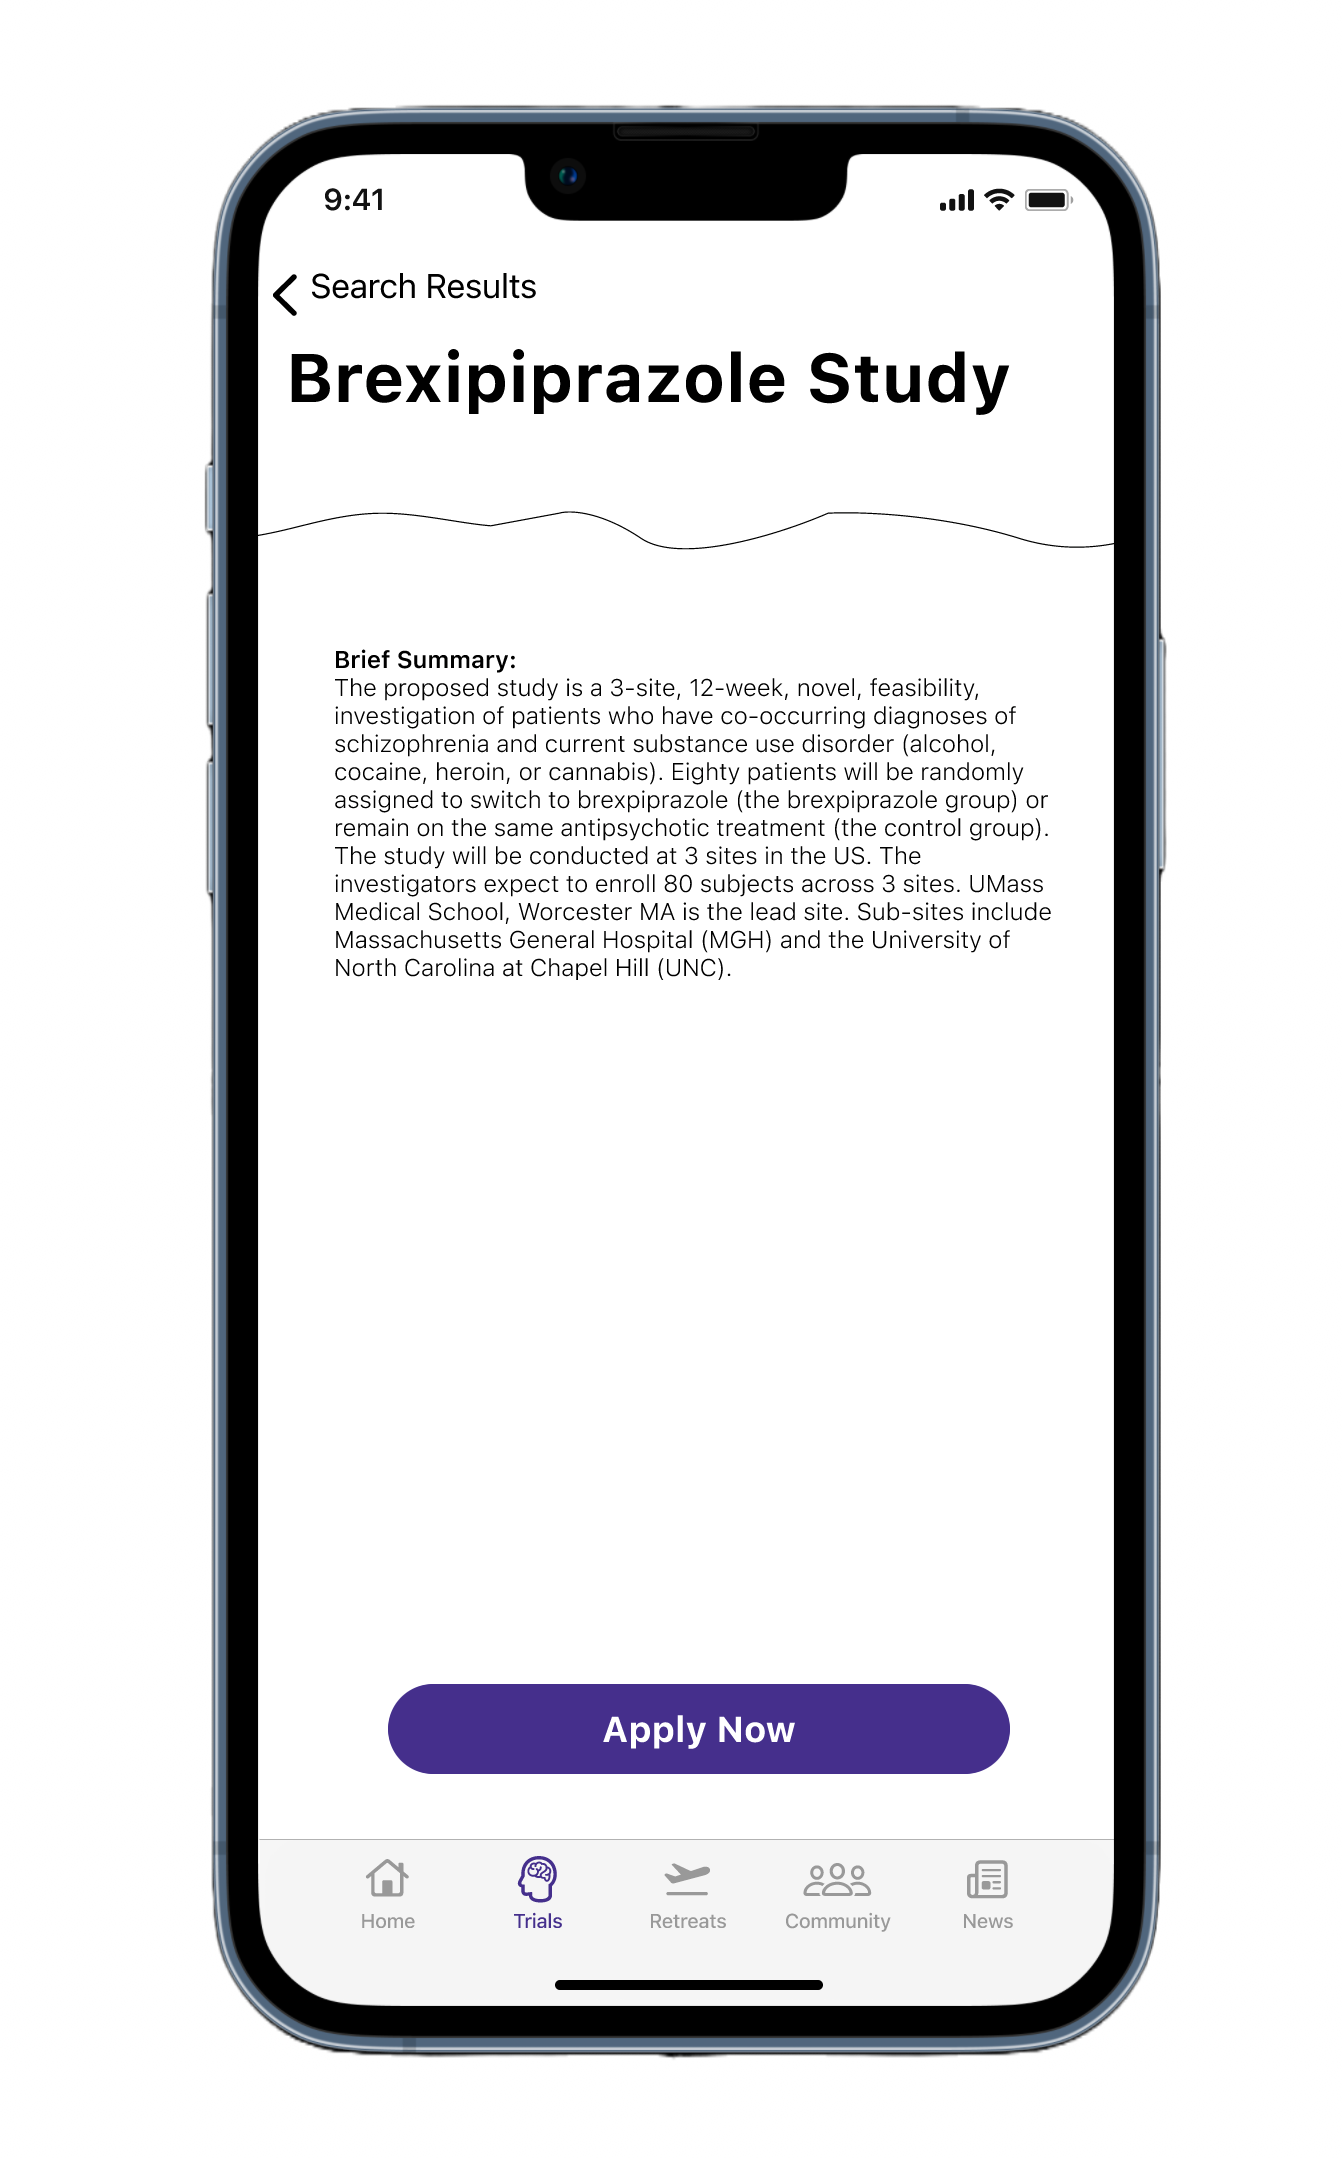 9:41
Search Results
Brexipiprazole Study
Brief Summary:
The proposed study is a 3-site, 12-week, novel, feasibility,
investigation of patients who have co-occurring diagnoses of
schizophrenia and current substance use disorder (alcohol,
cocaine, heroin, or cannabis). Eighty patients will be randomly
assigned to switch to brexpiprazole (the brexpiprazole group) or
remain on the same antipsychotic treatment (the control group).
The study will be conducted at 3 sites in the US. The
investigators expect to enroll 80 subjects across 3 sites. UMass
Medical School, Worcester MA is the lead site. Sub-sites include
Massachusetts General Hospital (MGH) and the University of
North Carolina at Chapel Hill (UNC).
Apply Now
Home Trials Retreats Community News